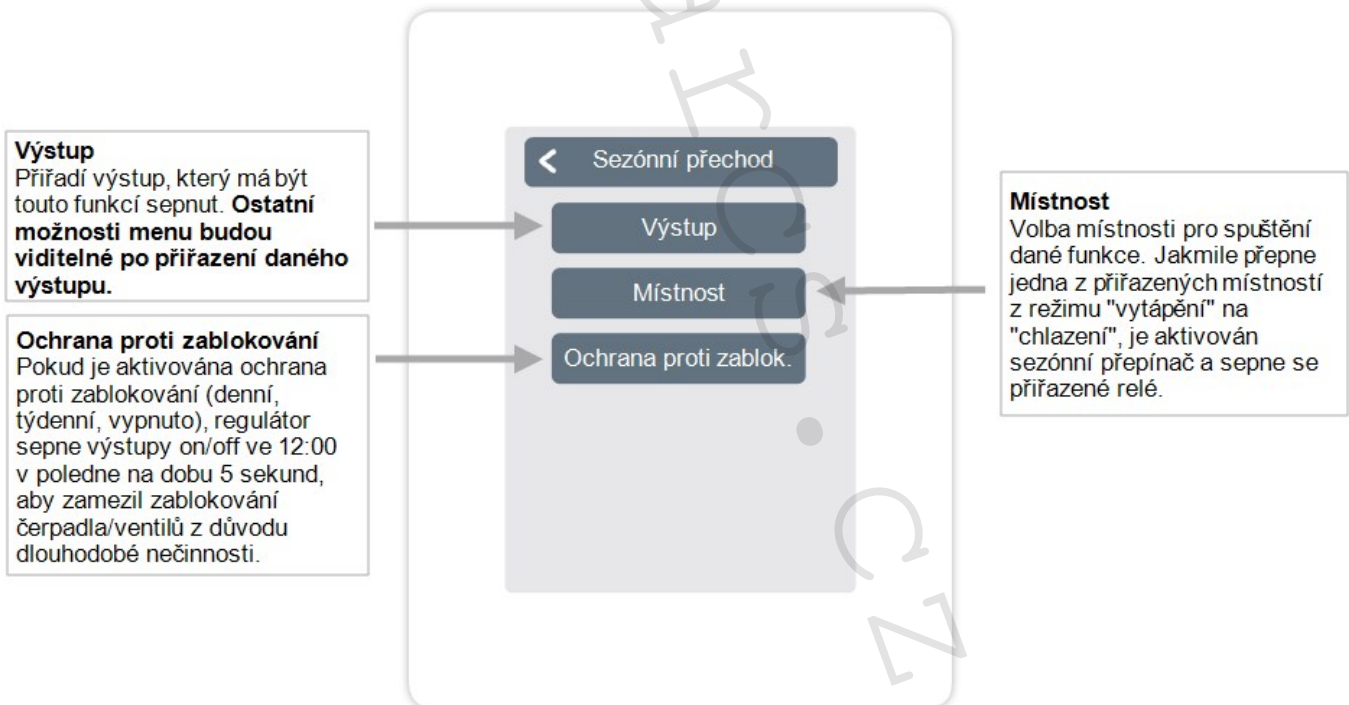 Výstup
Přiřadí výstup, který má být
touto funkcí sepnut. Ostatní
možnosti menu budou
viditelné po přiřazení daného
výstupu.
Ochrana proti zablokování
Pokud je aktivována ochrana
proti zablokování (denní,
týdenní, vypnuto), regulátor
sepne výstupy on/off ve 12:00
v poledne na dobu 5 sekund,
aby zamezil zablokování
čerpadla/ventilů z důvodu
dlouhodobé nečinnosti.
Sezónní přechod
Výstup
Místnost
Ochrana proti zablok.
Místnost
Volba místnosti pro spuštění
dané funkce. Jakmile přepne
jedna z přiřazených místností
z režimu "vytápění" na
"chlazení", je aktivován
sezónní přepínač a sepne se
přiřazené relé.
rcs.cz